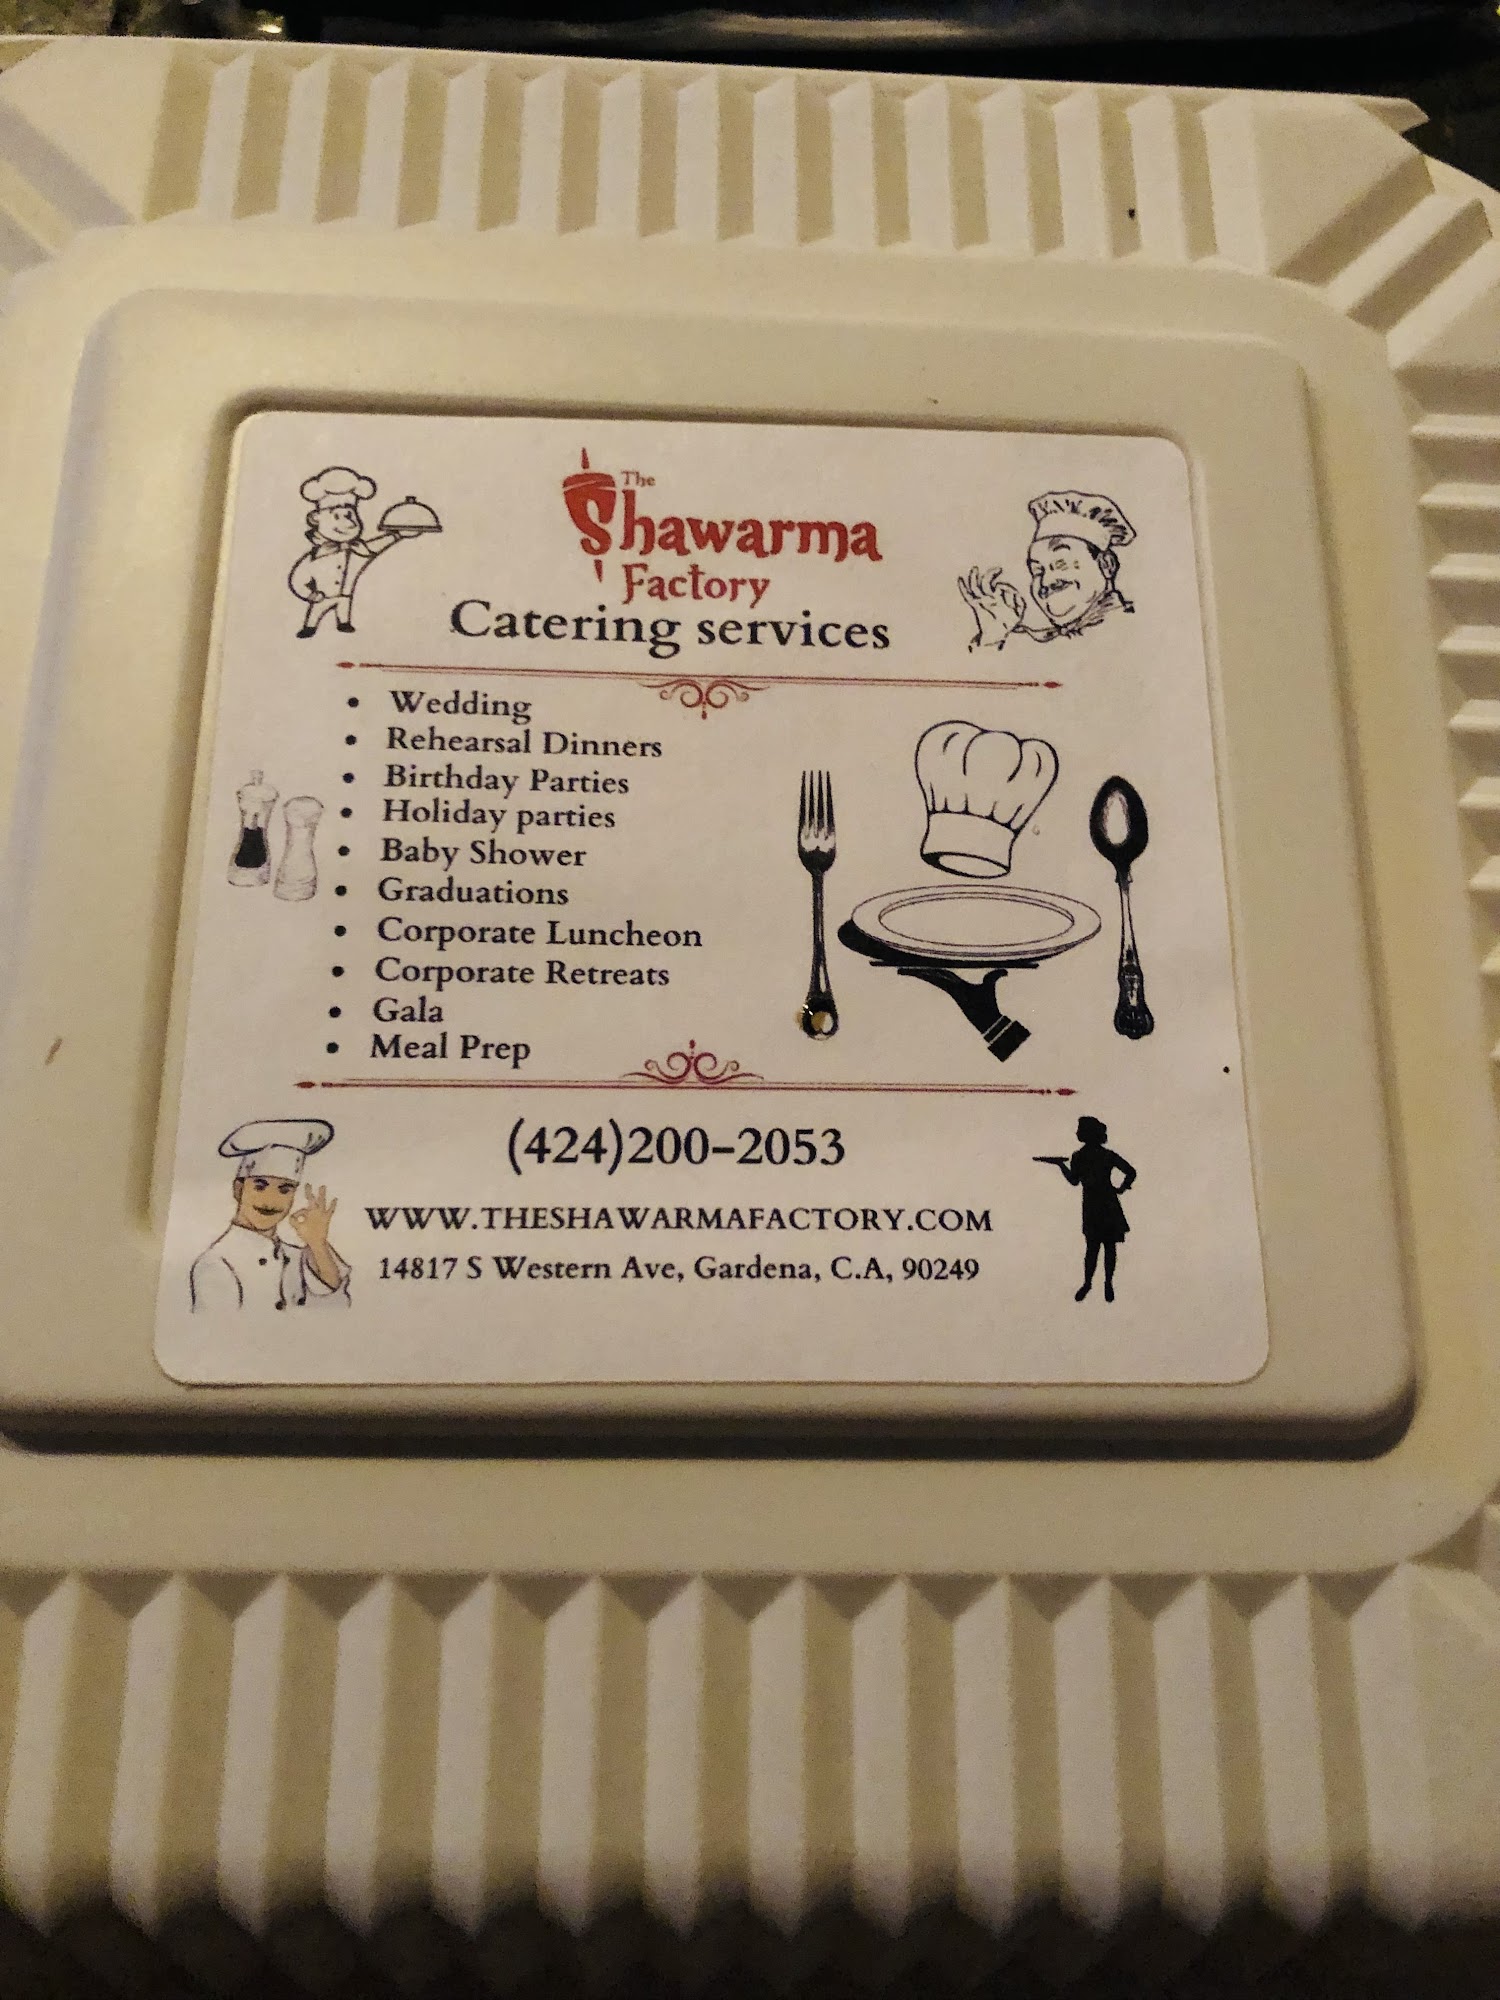 The
Shawarma
Factory
Catering services
• Wedding
• Rehearsal Dinners
• Birthday Parties
• Holiday parties
• Baby Shower
• Graduations
• Corporate Luncheon
• Corporate Retreats
• Gala
• Meal Prep
(424)200-2053
WWW.THESHAWARMAFACTORY.COM
14817 S Western Ave, Gardena, C.A, 90249